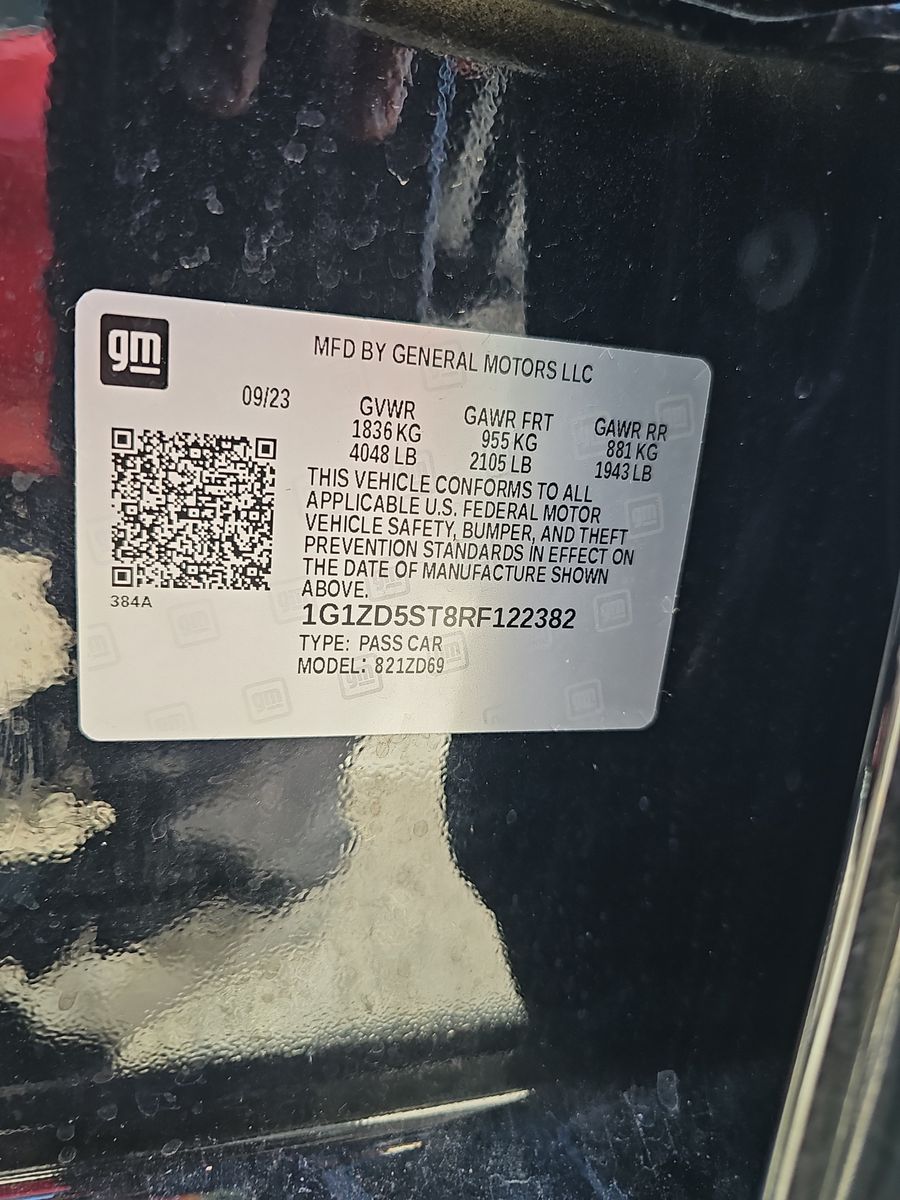 gm
MFD BY GENERAL MOTORS LLC
09/23
GVWR GAWR FRT GAWR RR
1836 KG 955 KG 881 KG
4048 LB 2105 LB 1943 LB
THIS VEHICLE CONFORMS TO ALL
APPLICABLE U.S. FEDERAL MOTOR
VEHICLE SAFETY, BUMPER, AND THEFT
PREVENTION STANDARDS IN EFFECT ON
THE DATE OF MANUFACTURE SHOWN
ABOVE.
384A
1G1ZD5ST8RF122382
TYPE: PASS CAR
MODEL: 821ZD69